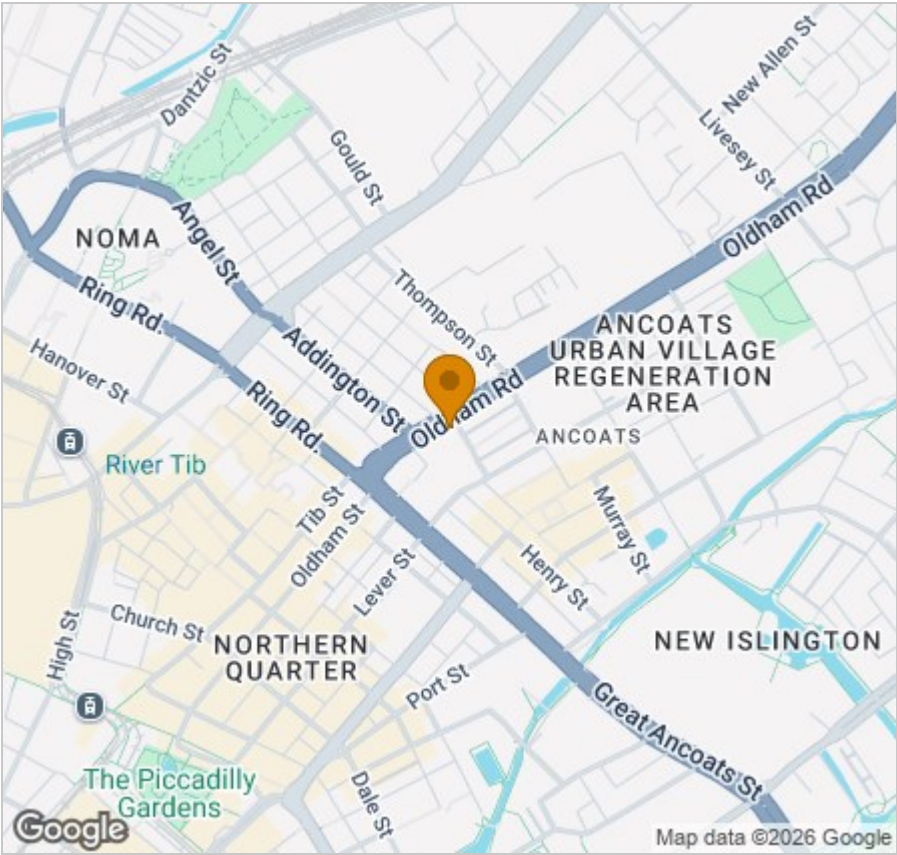 Dantzic St
New Allen St
Livesey St
Gould St
Oldham Rd
Angel St
NOMA
Ring Rd.
Thompson St
ANCOATS
URBAN VILLAGE
REGENERATION
AREA
Hanover St
Addington St
Ring Rd.
Oldham Rd
ANCOATS
River Tib
Tib St
Oldham St
Murray St
Lever St
Henry St
Church St
High St
NORTHERN
QUARTER
NEW ISLINGTON
Port St
Great Ancoats St
The Piccadilly
Gardens
Dale St
Google
Map data ©2026 Google